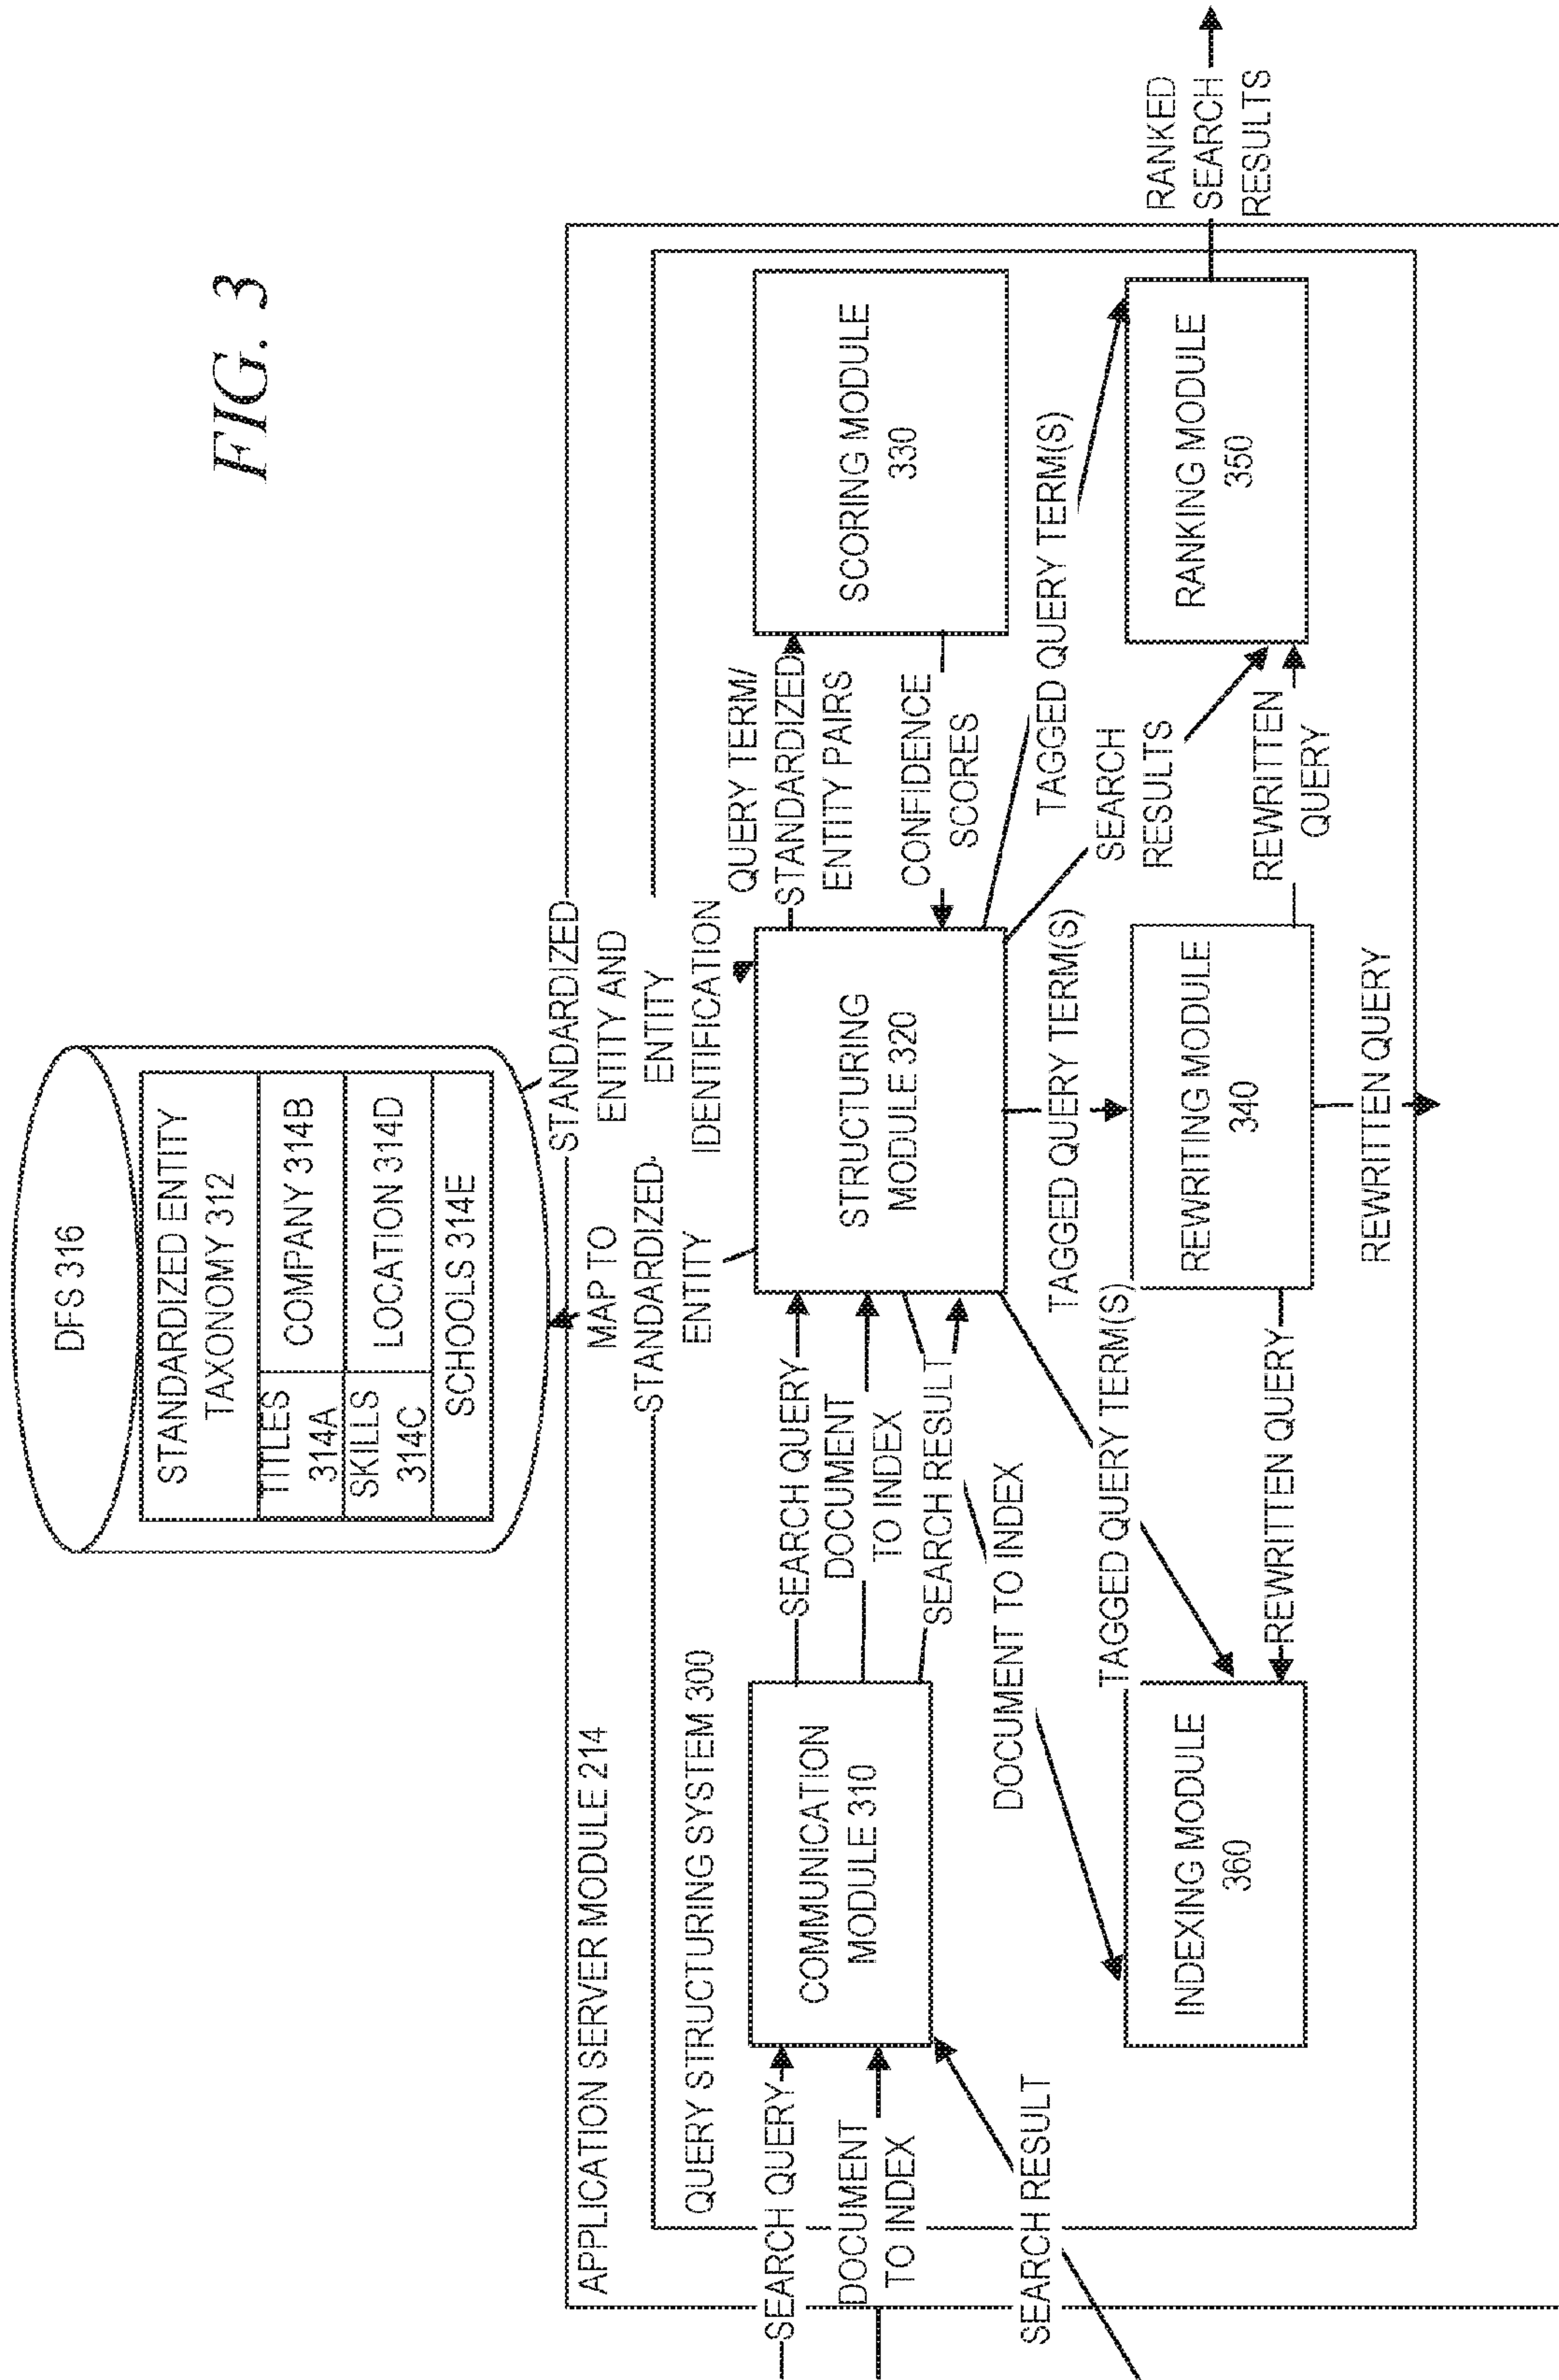 FIG. 3
DFS 316
STANDARDIZED ENTITY
TAXONOMY 312
TITLES
314A
COMPANY 314B
SKILLS
314C
LOCATION 314D
SCHOOLS 314E
APPLICATION SERVER MODULE 214
MAP TO
STANDARDIZED
ENTITY
STANDARDIZED
ENTITY AND
ENTITY
IDENTIFICATION
QUERY STRUCTURING SYSTEM 300
SEARCH QUERY
DOCUMENT
TO INDEX
SEARCH RESULT
COMMUNICATION
MODULE 310
SEARCH QUERY
DOCUMENT
TO INDEX
SEARCH RESULT
STRUCTURING
MODULE 320
QUERY TERM/
STANDARDIZED
ENTITY PAIRS
CONFIDENCE
SCORES
SCORING MODULE
330
DOCUMENT TO INDEX
TAGGED QUERY TERM(S)
TAGGED QUERY TERM(S)
TAGGED QUERY TERM(S)
SEARCH
RESULTS
INDEXING MODULE
360
REWRITTEN QUERY
REWRITING MODULE
340
REWRITTEN
QUERY
RANKING MODULE
350
RANKED
SEARCH
RESULTS
REWRITTEN QUERY